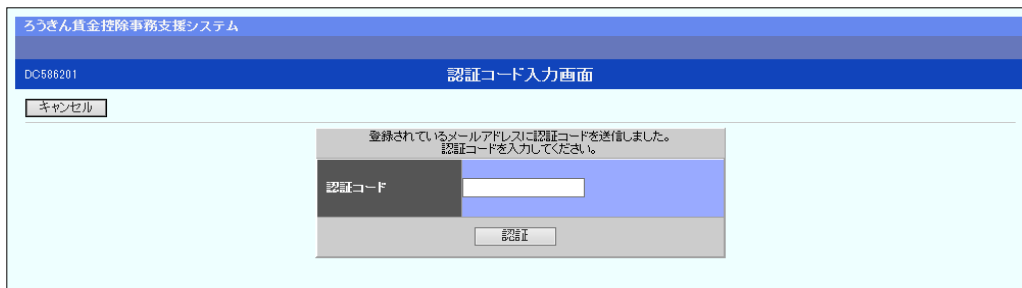 ろうきん賃金控除事務支援システム
DC586201
認証コード入力画面
キャンセル
登録されているメールアドレスに認証コードを送信しました。
認証コードを入力してください。
認証コード
認証